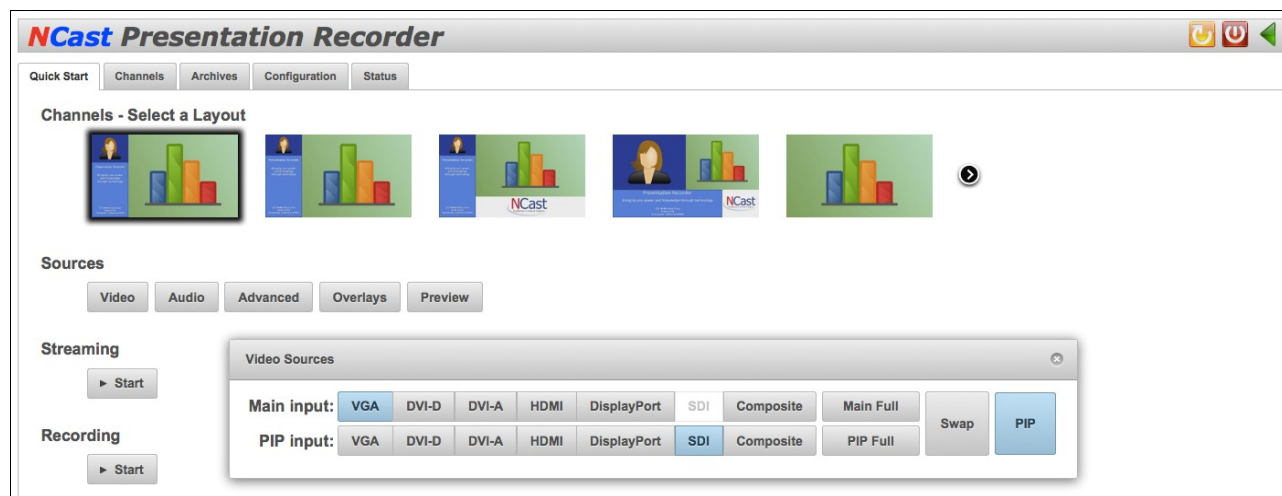 NCast Presentation Recorder
Quick Start Channels Archives Configuration Status
Channels - Select a Layout
Presentation Recorder
NCast
NCast
Sources
Video Audio Advanced Overlays Preview
Streaming
Start
Video Sources
Main input: VGA DVI-D DVI-A HDMI DisplayPort SDI Composite Main Full
PIP input: VGA DVI-D DVI-A HDMI DisplayPort SDI Composite PIP Full
Swap PIP
Recording
Start